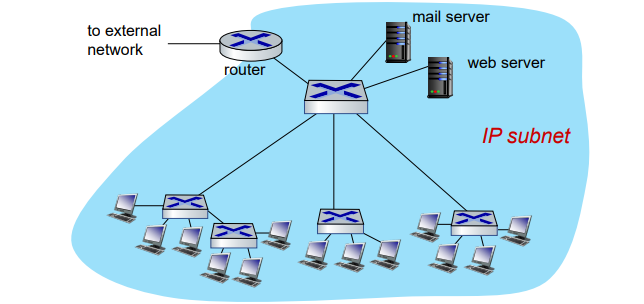 to external
network
router
mail server
web server
IP subnet